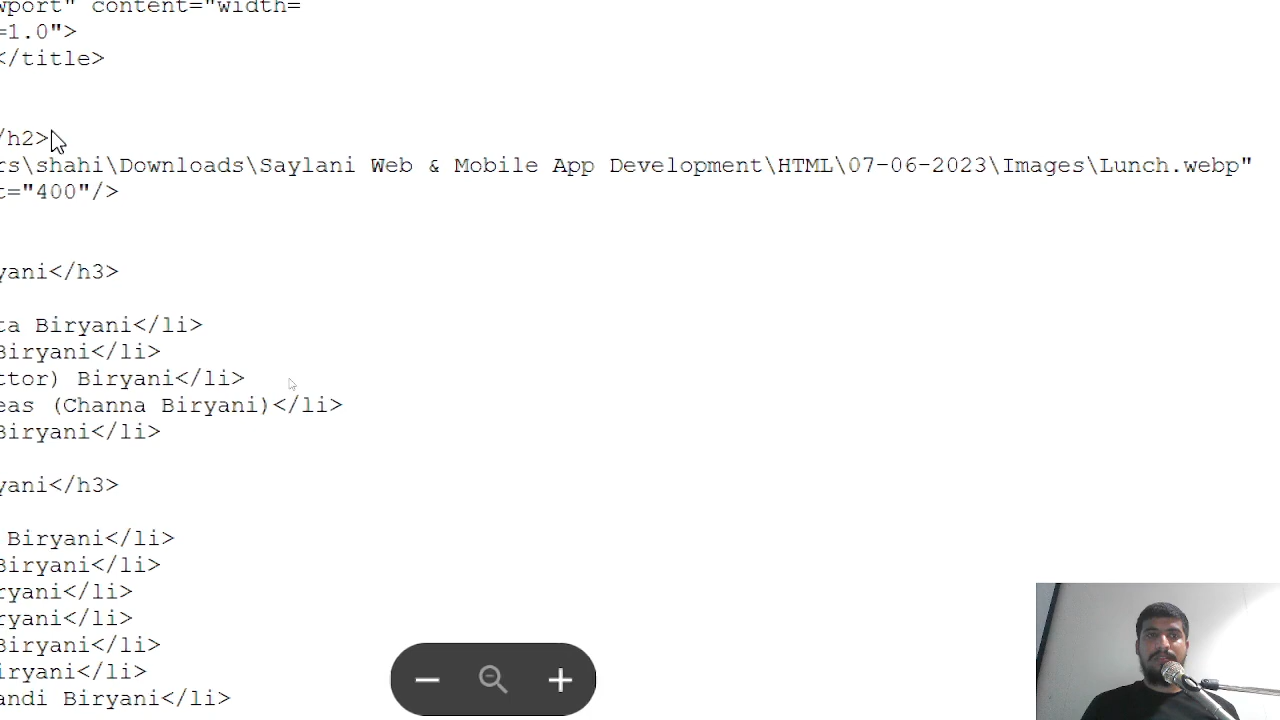 wport" content="width=
=1.0">
</title>
/h2>
rs\shahi\Downloads\Saylani Web & Mobile App Development\HTML\07-06-2023\Images\Lunch.webp"
t="400"/>
yani</h3>
ta Biryani</li>
Biryani</li>
ttor) Biryani</li>
eas (Channa Biryani)</li>
Biryani</li>
yani</h3>
Biryani</li>
Biryani</li>
ryani</li>
ryani</li>
Biryani</li>
iryani</li>
andi Biryani</li>